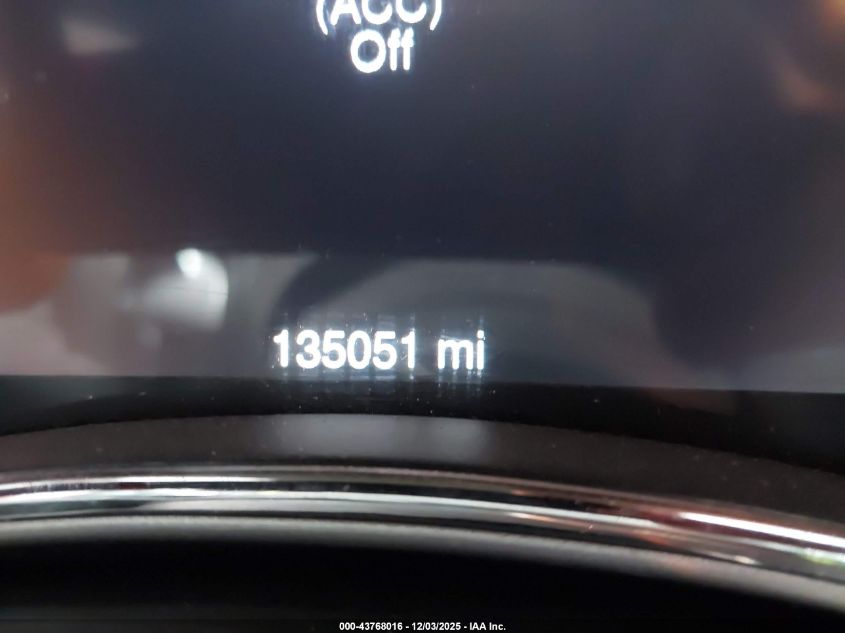 (ACC)
Off
135051 mi
000-43768016 - 12/03/2025 - IAA Inc.